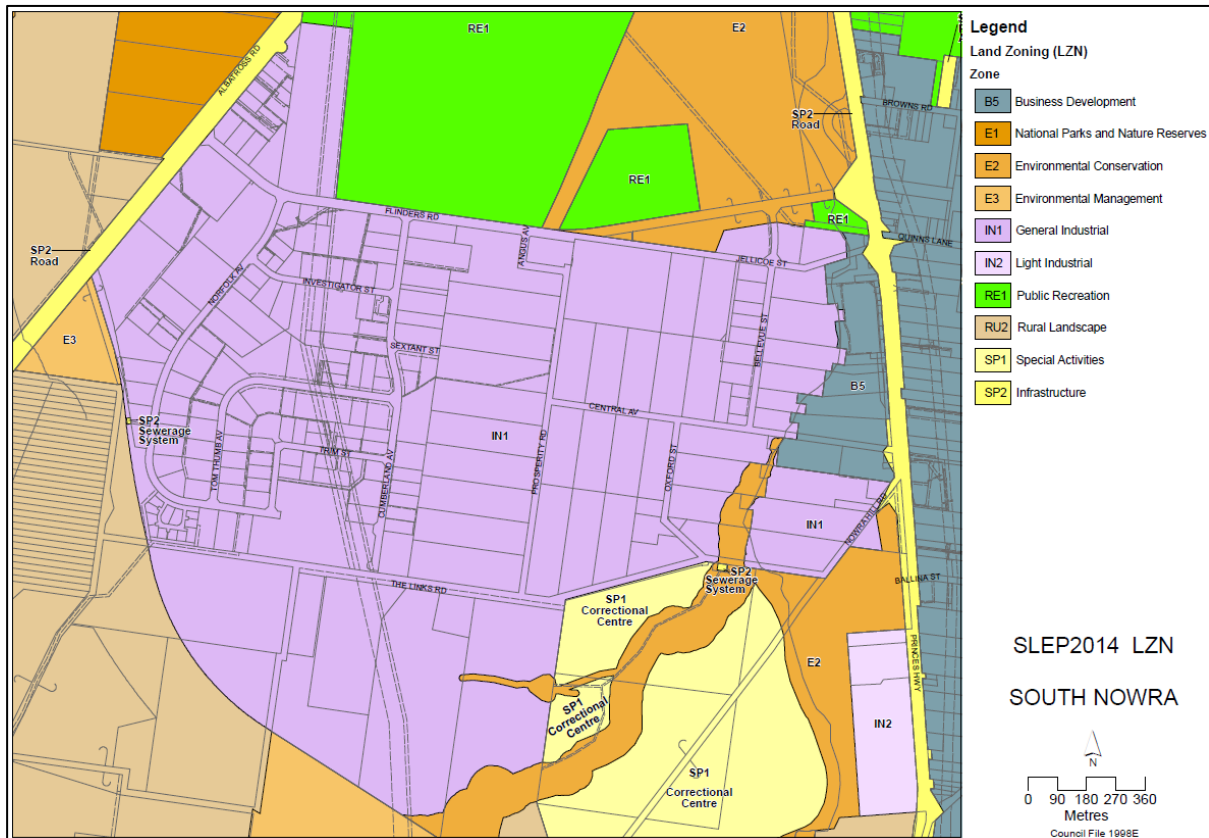 RE1
E2
ALBATROSS RD
SP2
Road
BROWNS RD
RE1
RE1
FLINDERS RD
QUINNS LANE
SP2
Road
ANGUS AV
JELLICOE ST
NORFOLK AV
INVESTIGATOR ST
E3
SEXTANT ST
BELLEVUE ST
B5
CENTRAL AV
SP2
Sewerage
System
IN1
TOM THUMB AV
TRIM ST
CUMBERLAND AV
PROSPERITY RD
OXFORD ST
IN1
NOWRA HILL RD
THE LINKS RD
SP2
Sewerage
System
BALLINA ST
SP1
Correctional
Centre
E2
PRINCES HWY
SP1
Correctional
Centre
IN2
SP1
Correctional
Centre
Legend
Land Zoning (LZN)
Zone
B5 Business Development
E1 National Parks and Nature Reserves
E2 Environmental Conservation
E3 Environmental Management
IN1 General Industrial
IN2 Light Industrial
RE1 Public Recreation
RU2 Rural Landscape
SP1 Special Activities
SP2 Infrastructure
SLEP2014 LZN
SOUTH NOWRA
N
0 90 180 270 360
Metres
Council File 1998E